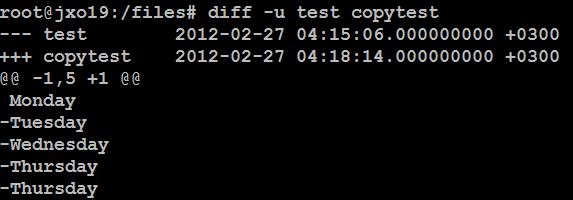 root@jxo19:/files# diff -u test copytest
--- test        2012-02-27 04:15:06.000000000 +0300
+++ copytest    2012-02-27 04:18:14.000000000 +0300
@@ -1,5 +1 @@
 Monday
-Tuesday
-Wednesday
-Thursday
-Thursday